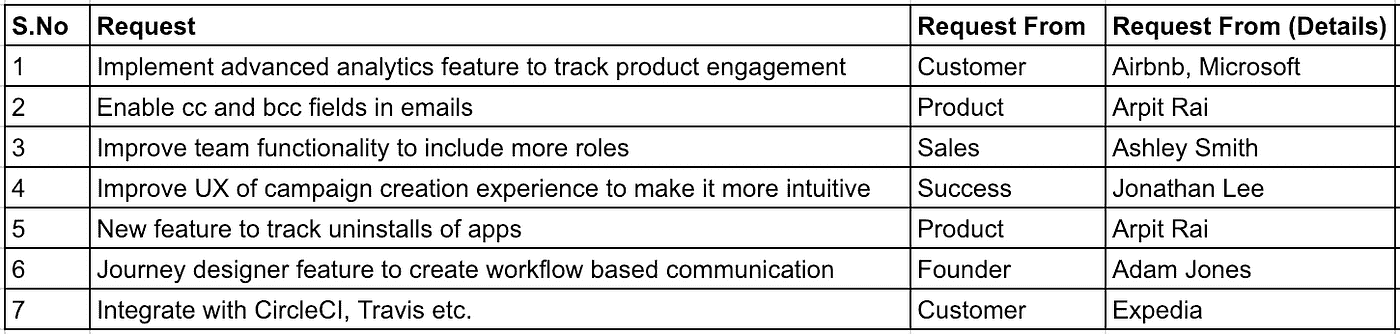 S.No Request Request From Request From (Details)
1 Implement advanced analytics feature to track product engagement Customer Airbnb, Microsoft
2 Enable cc and bcc fields in emails Product Arpit Rai
3 Improve team functionality to include more roles Sales Ashley Smith
4 Improve UX of campaign creation experience to make it more intuitive Success Jonathan Lee
5 New feature to track uninstalls of apps Product Arpit Rai
6 Journey designer feature to create workflow based communication Founder Adam Jones
7 Integrate with CircleCI, Travis etc. Customer Expedia